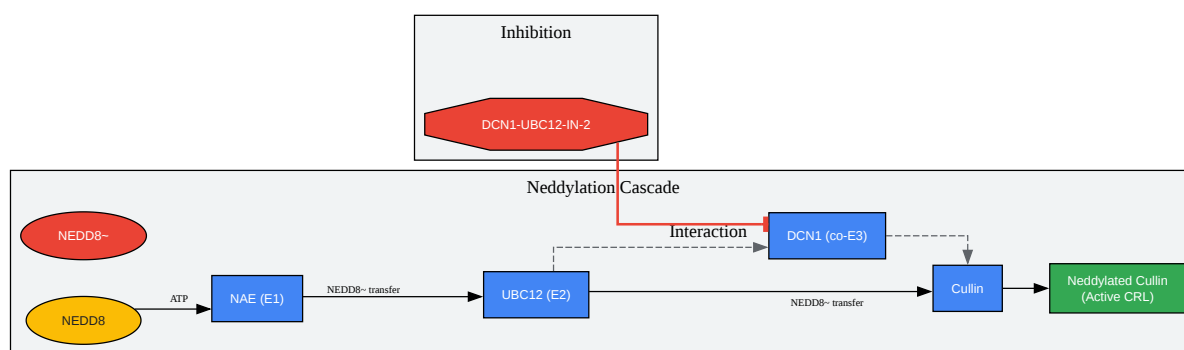 Inhibition
DCN1-UBC12-IN-2
Neddylation Cascade
NEDD8~
Interaction
DCN1 (co-E3)
NEDD8
ATP
NAE (E1)
NEDD8~ transfer
UBC12 (E2)
NEDD8~ transfer
Cullin
Neddylated Cullin
(Active CRL)